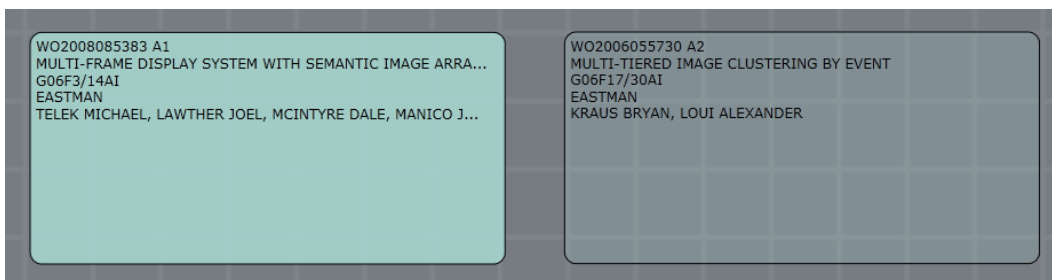 WO2008085383 A1
MULTI-FRAME DISPLAY SYSTEM WITH SEMANTIC IMAGE ARRA...
G06F3/14AI
EASTMAN
TELEK MICHAEL, LAWTHER JOEL, MCINTYRE DALE, MANICO J...
WO2006055730 A2
MULTI-TIERED IMAGE CLUSTERING BY EVENT
G06F17/30AI
EASTMAN
KRAUS BRYAN, LOUI ALEXANDER